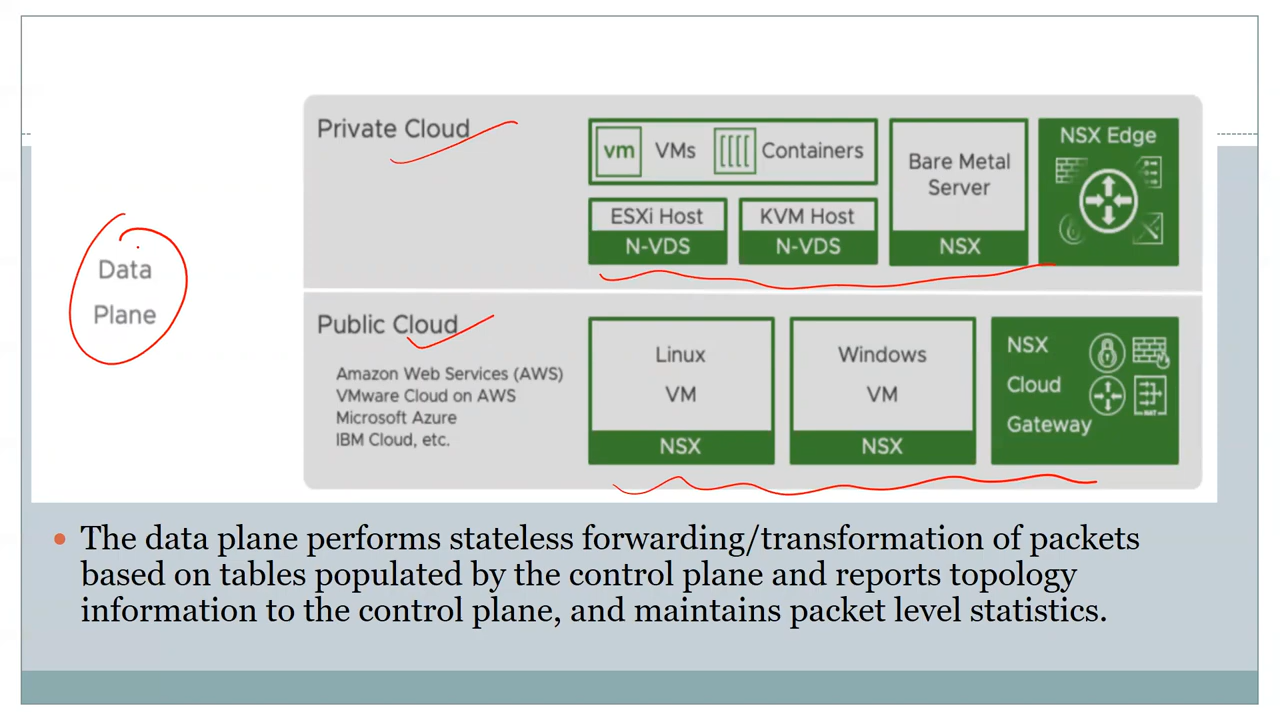 Private Cloud
vm VMs Containers
ESXi Host
N-VDS
KVM Host
N-VDS
Bare Metal
Server
NSX
NSX Edge
Data
Plane
Public Cloud
Amazon Web Services (AWS)
VMware Cloud on AWS
Microsoft Azure
IBM Cloud, etc.
Linux
VM
NSX
Windows
VM
NSX
NSX
Cloud
Gateway
NAT
• The data plane performs stateless forwarding/transformation of packets
based on tables populated by the control plane and reports topology
information to the control plane, and maintains packet level statistics.